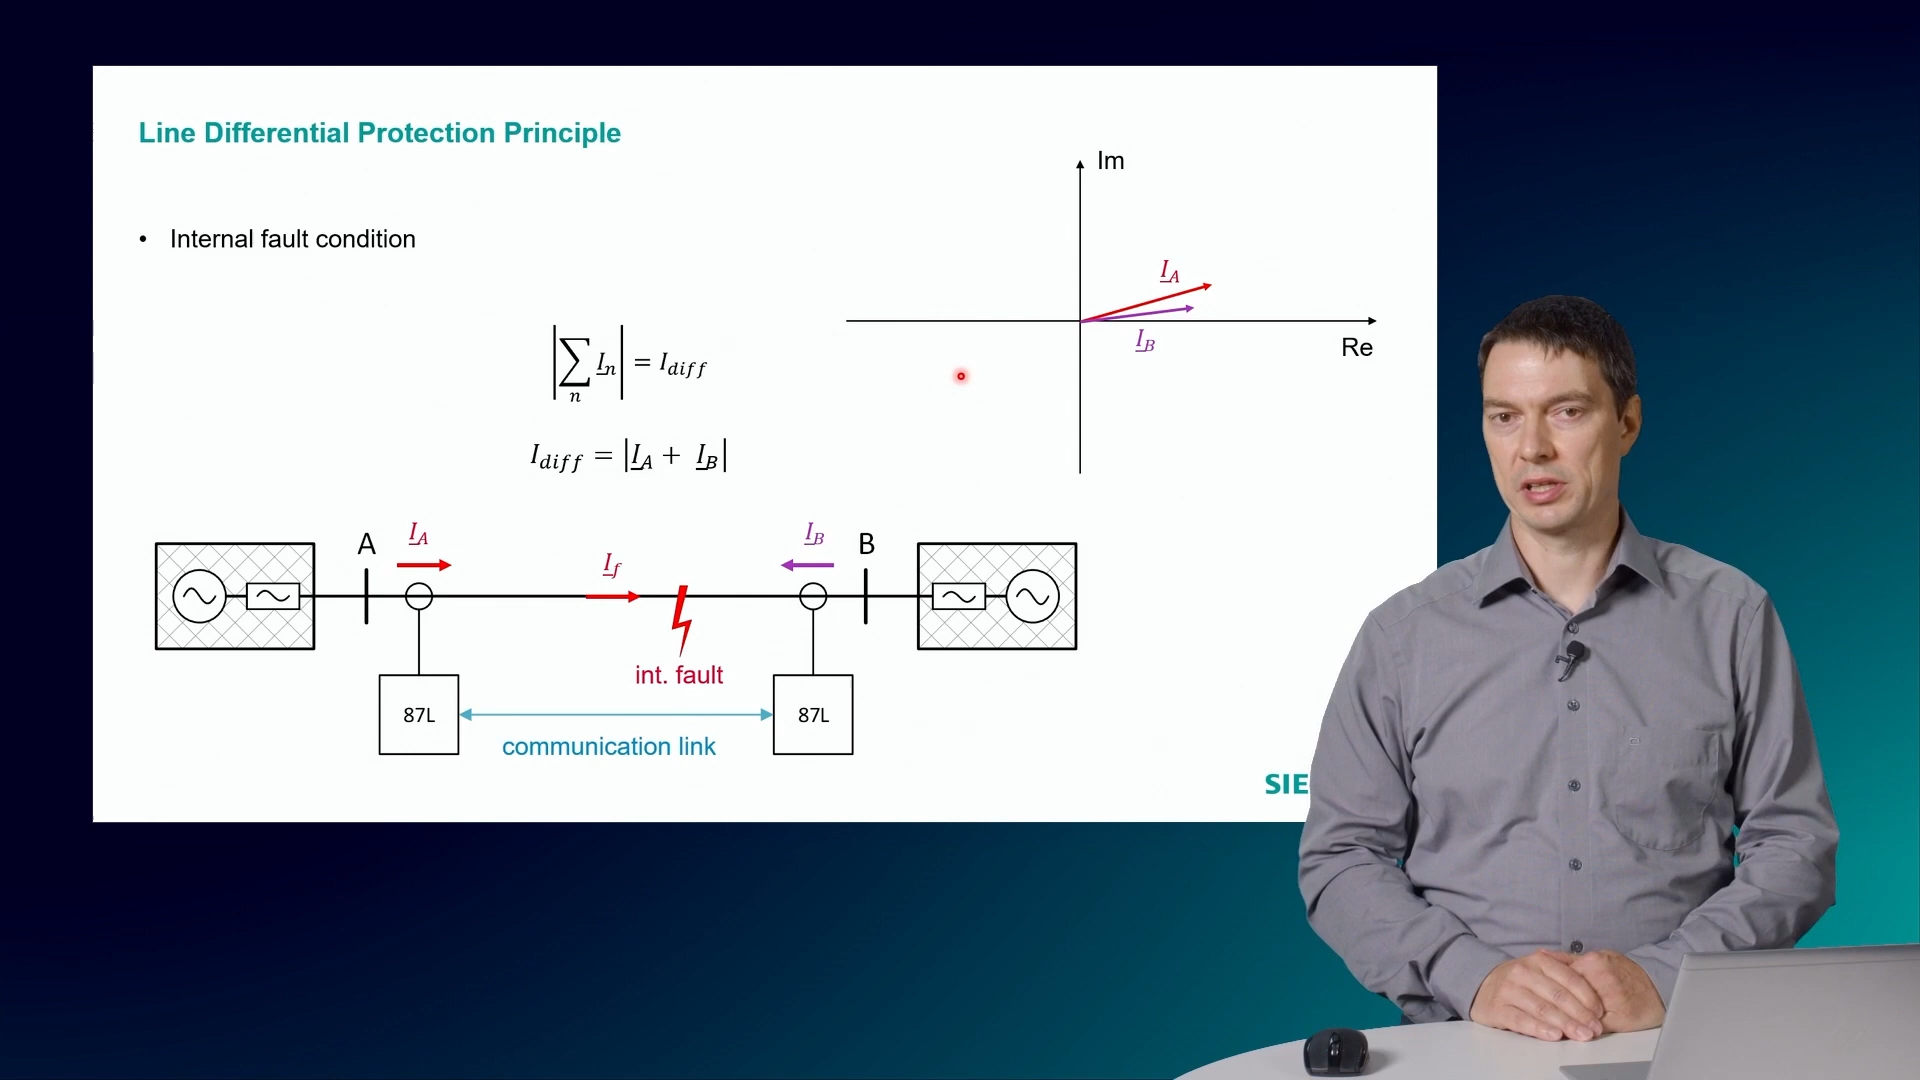 Line Differential Protection Principle
Im
• Internal fault condition
I_A
I_B
Re
|∑_n I_n| = I_diff
I_diff = |I_A + I_B|
A I_A I_f I_B B
int. fault
87L 87L
communication link
SIE